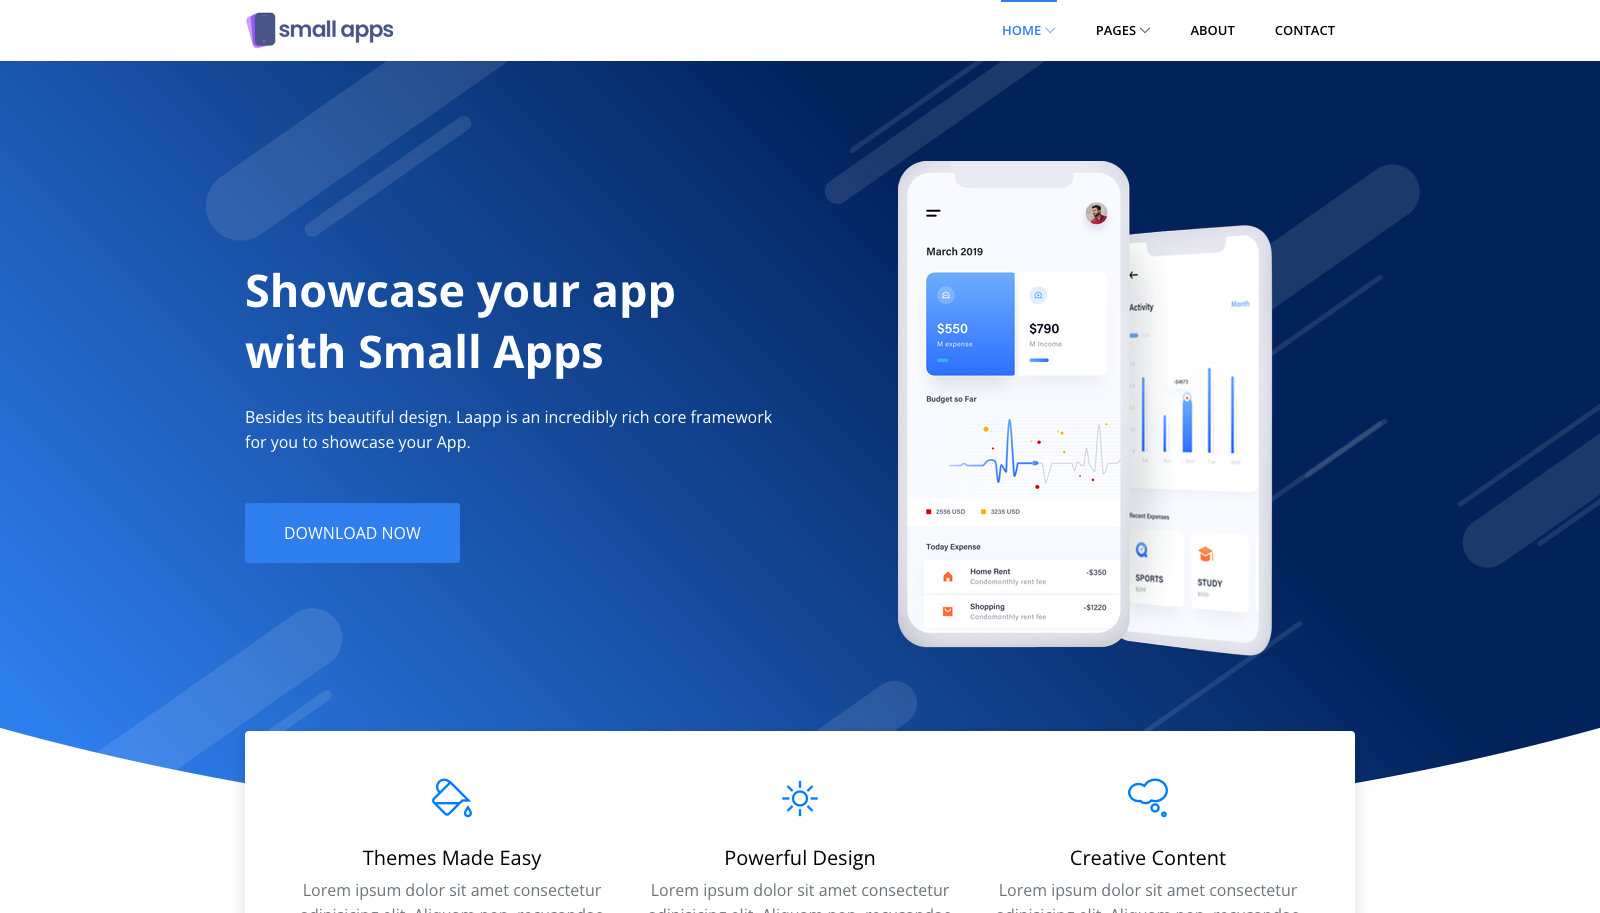 small apps
HOME
PAGES
ABOUT
CONTACT
Showcase your app
with Small Apps
Besides its beautiful design. Laapp is an incredibly rich core framework
for you to showcase your App.
DOWNLOAD NOW
March 2019
$550
M expense
$790
M Income
Budget so Far
2556 USD
3235 USD
Today Expense
Home Rent
-$350
Condomonthly rent fee
Shopping
-$1220
Condomonthly rent fee
Activity
Month
-$4673
Recent Expenses
SPORTS
STUDY
Themes Made Easy
Powerful Design
Creative Content
Lorem ipsum dolor sit amet consectetur
Lorem ipsum dolor sit amet consectetur
Lorem ipsum dolor sit amet consectetur